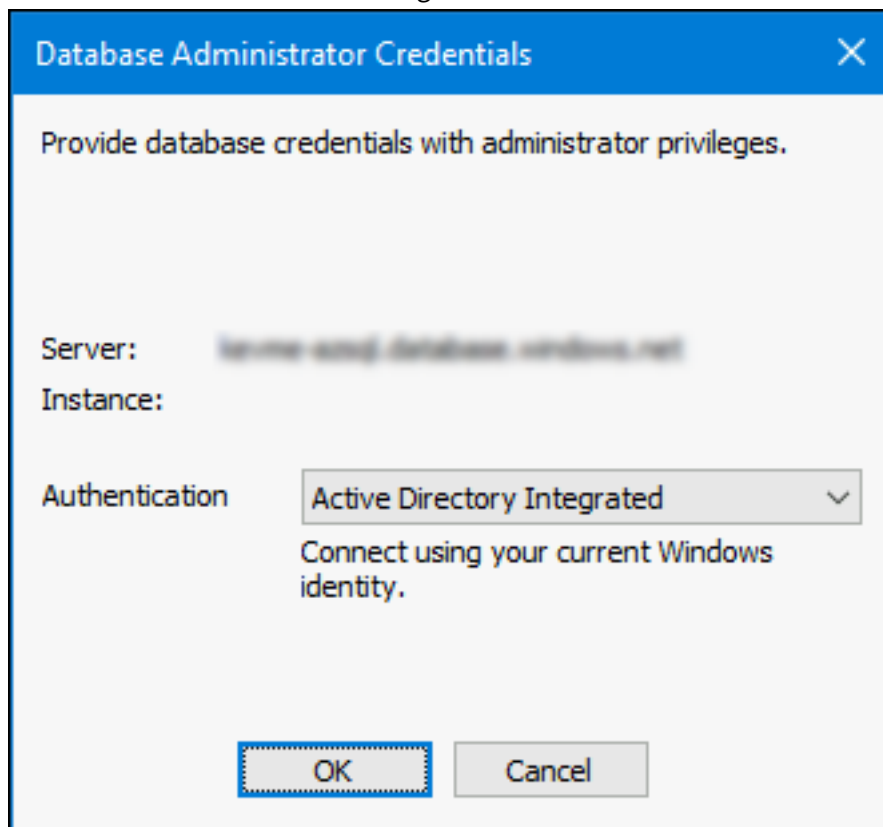 Database Administrator Credentials
Provide database credentials with administrator privileges.
Server:
Instance:
Authentication Active Directory Integrated
Connect using your current Windows
identity.
OK Cancel